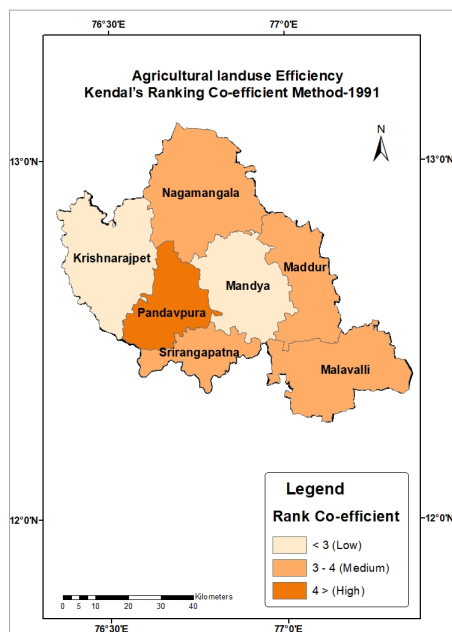 76°30'E 77°0'E
Agricultural landuse Efficiency
Kendal's Ranking Co-efficient Method-1991
N
13°0'N 13°0'N
Nagamangala
Krishnarajpet
Maddur
Mandya
Pandavpura
Srirangapatna
Malavalli
Legend
Rank Co-efficient
< 3 (Low)
3 - 4 (Medium)
4 > (High)
12°0'N 12°0'N
Kilometers
0 5 10 20 30 40
76°30'E 77°0'E